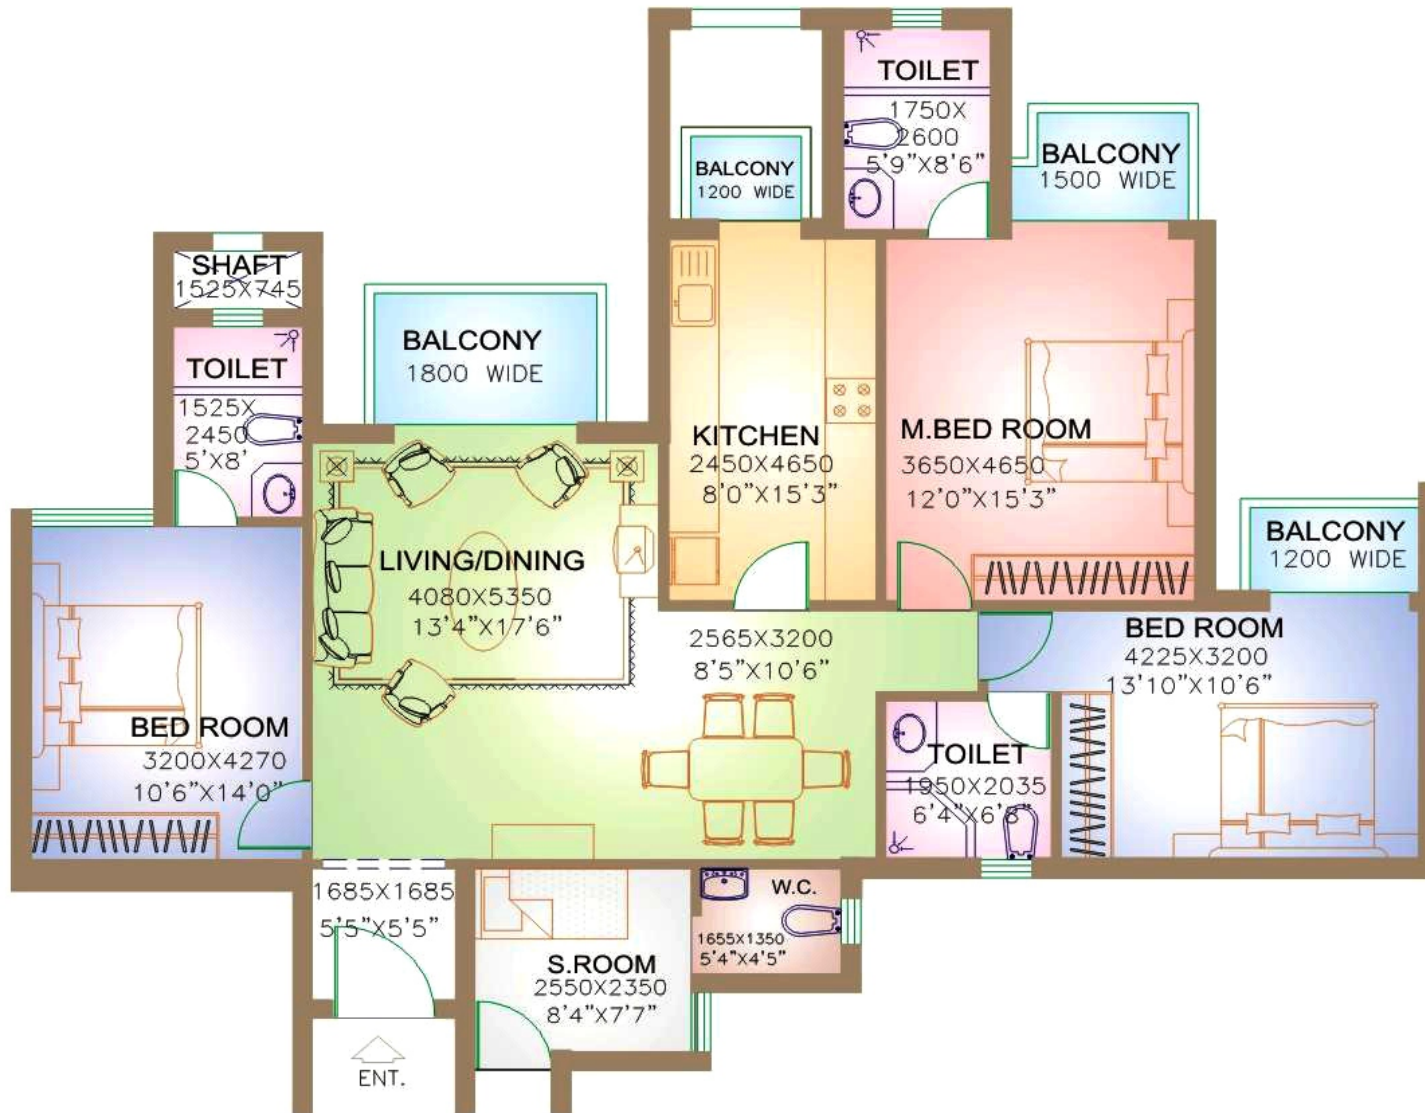 TOILET
1750X
2600
5'9"X8'6"
BALCONY
1200 WIDE
BALCONY
1500 WIDE
SHAFT
1525X745
BALCONY
1800 WIDE
TOILET
1525X
2450
5'X8'
KITCHEN
2450X4650
8'0"X15'3"
M.BED ROOM
3650X4650
12'0"X15'3"
BALCONY
1200 WIDE
LIVING/DINING
4080X5350
13'4"X17'6"
2565X3200
8'5"X10'6"
BED ROOM
4225X3200
13'10"X10'6"
BED ROOM
3200X4270
10'6"X14'0"
TOILET
1950X2035
6'4"X6'8"
1685X1685
5'5"X5'5"
W.C.
1655X1350
5'4"X4'5"
S.ROOM
2550X2350
8'4"X7'7"
ENT.